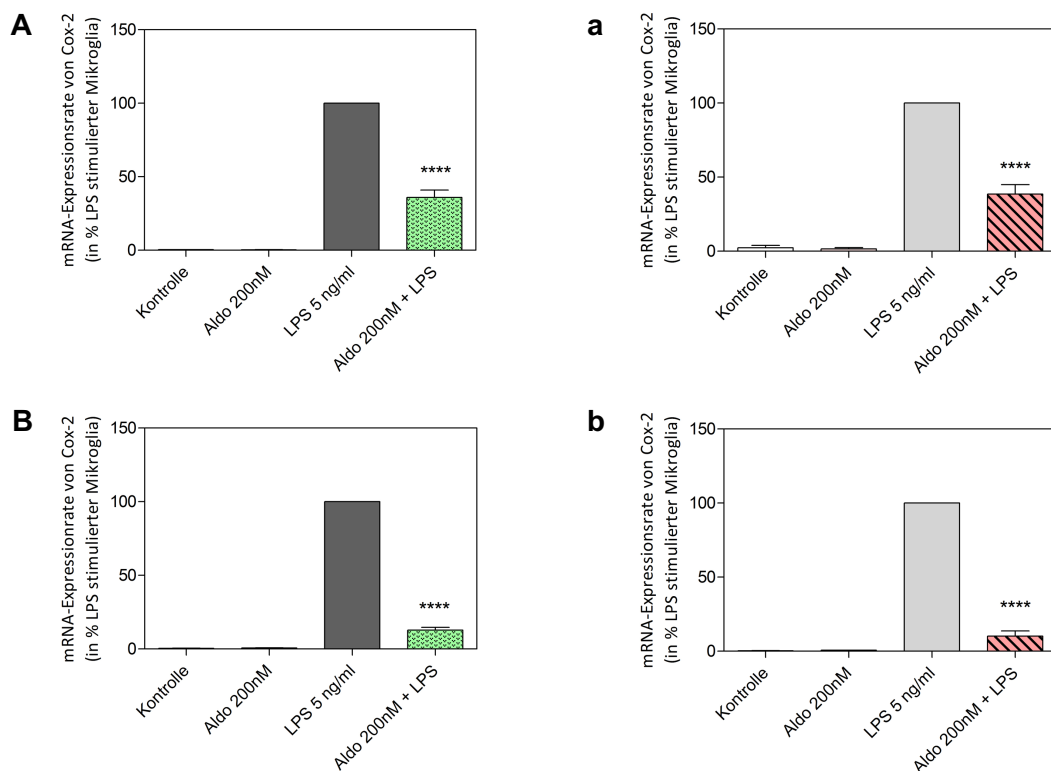 A
mRNA-Expressionsrate von Cox-2
(in % LPS stimulierter Mikroglia)
150
100
50
0
****
Kontrolle
Aldo 200nM
LPS 5 ng/ml
Aldo 200nM + LPS
a
mRNA-Expressionsrate von Cox-2
(in % LPS stimulierter Mikroglia)
150
100
50
0
****
Kontrolle
Aldo 200nM
LPS 5 ng/ml
Aldo 200nM + LPS
B
mRNA-Expressionsrate von Cox-2
(in % LPS stimulierter Mikroglia)
150
100
50
0
****
Kontrolle
Aldo 200nM
LPS 5 ng/ml
Aldo 200nM + LPS
b
mRNA-Expressionsrate von Cox-2
(in % LPS stimulierter Mikroglia)
150
100
50
0
****
Kontrolle
Aldo 200nM
LPS 5 ng/ml
Aldo 200nM + LPS